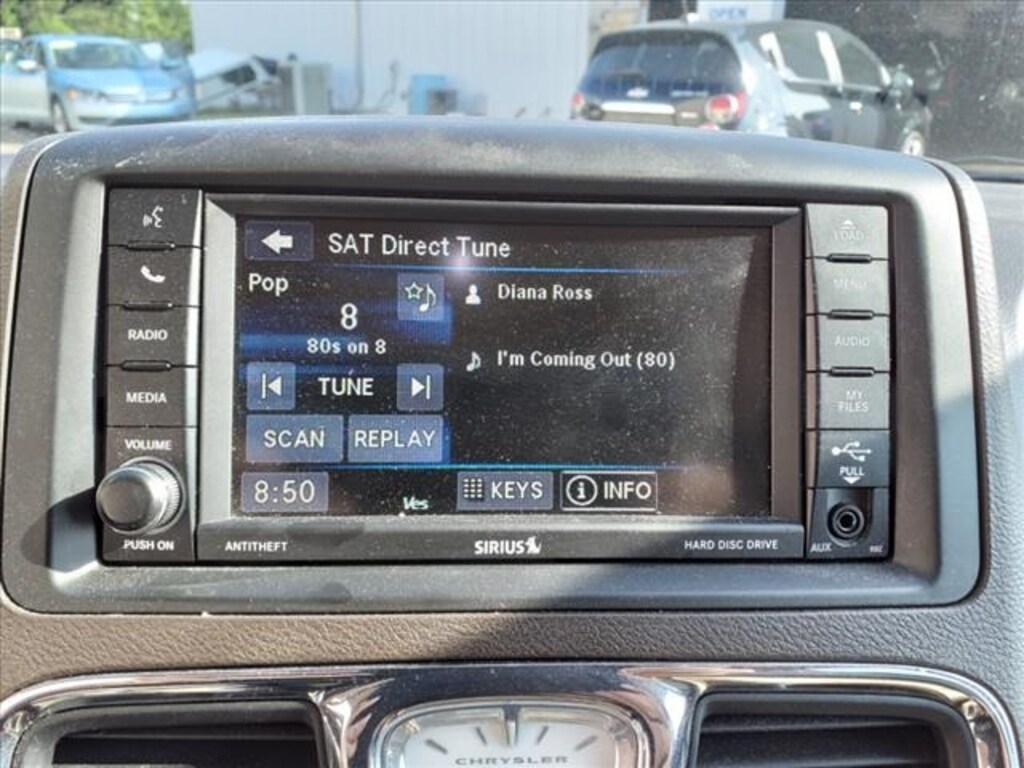 OPEN
SAT Direct Tune
Pop
8
80s on 8
Diana Ross
I'm Coming Out (80)
TUNE
SCAN
REPLAY
8:50
Ves
KEYS
INFO
RADIO
MEDIA
VOLUME
PUSH ON
LOAD
MENU
AUDIO
MY
FILES
PULL
AUX
ANTITHEFT
SIRIUS
HARD DISC DRIVE
CHRYSLER